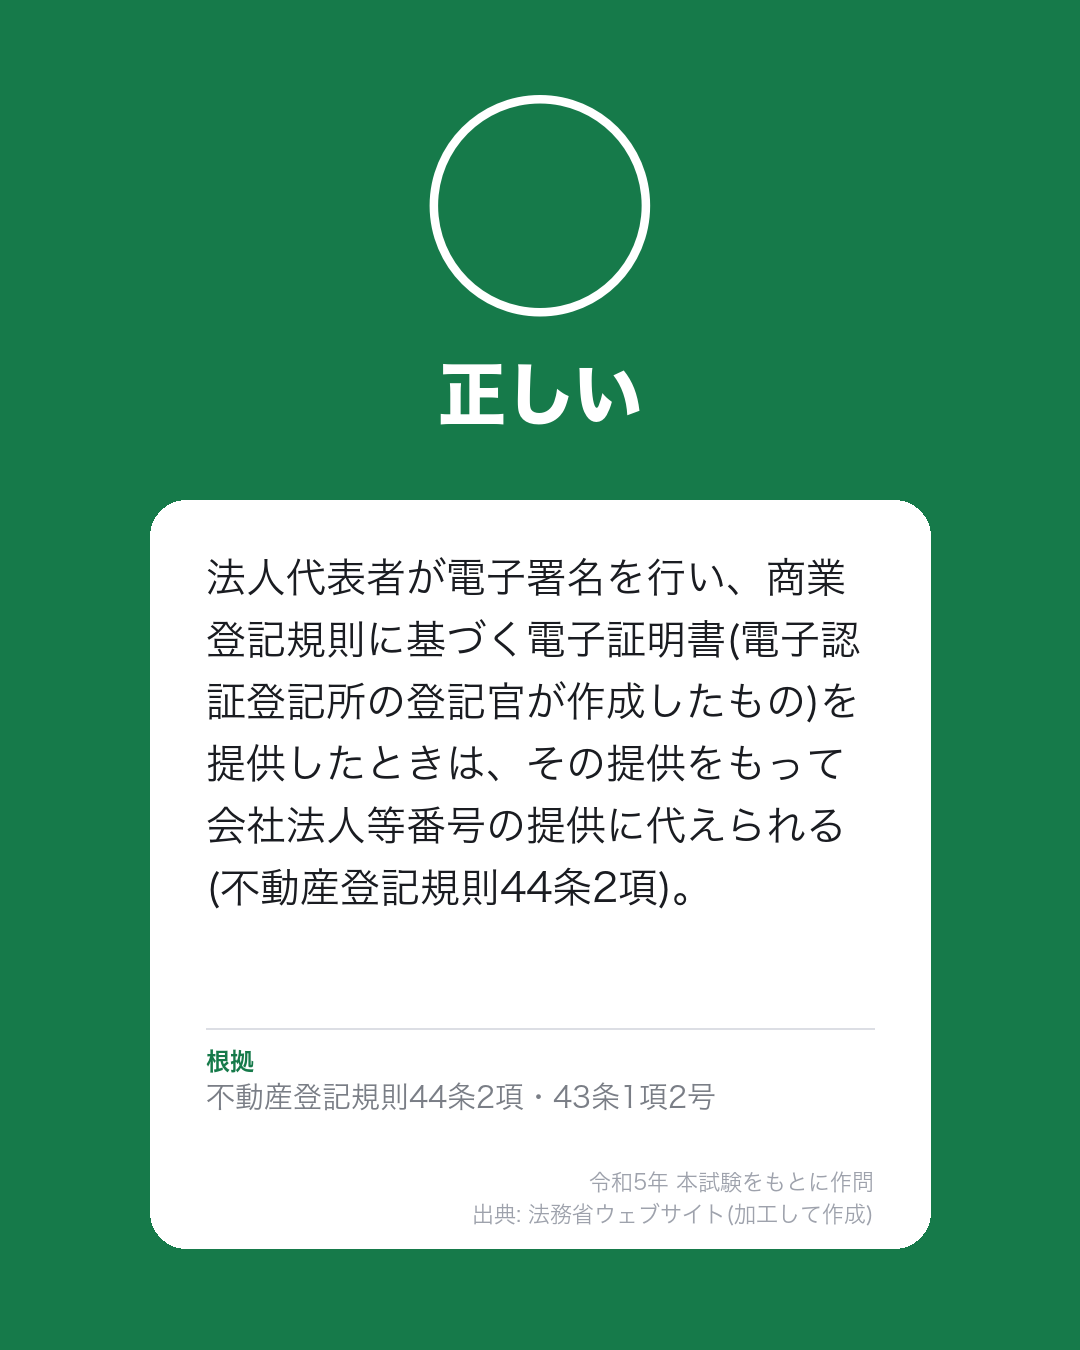 正しい
法人代表者が電子署名を行い、商業
登記規則に基づく電子証明書(電子認
証登記所の登記官が作成したもの)を
提供したときは、その提供をもって
会社法人等番号の提供に代えられる
(不動産登記規則44条2項)。
根拠
不動産登記規則44条2項・43条1項2号
令和5年 本試験をもとに作問
出典: 法務省ウェブサイト(加工して作成)